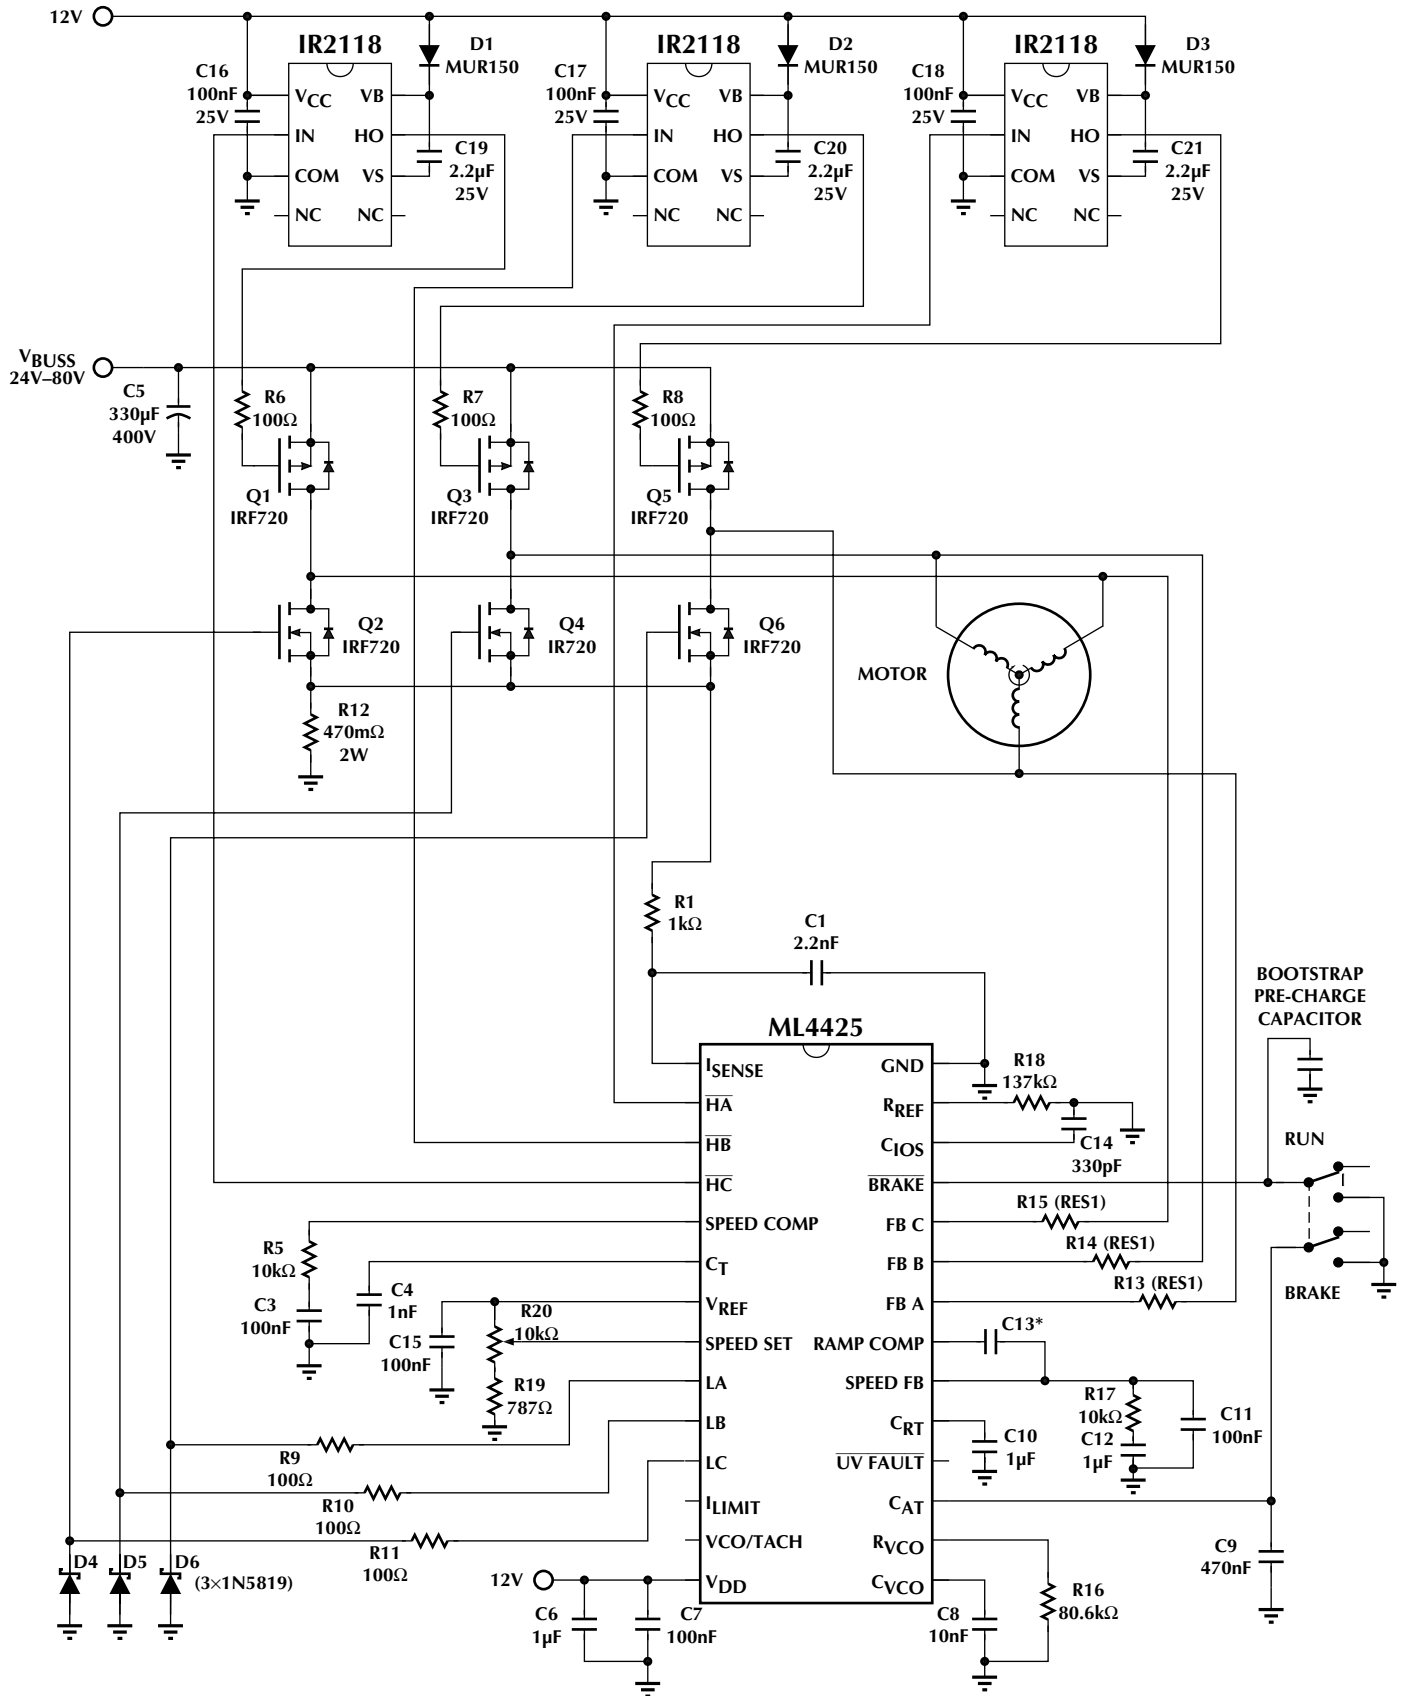 12V
IR2118
D1
MUR150
C16
100nF
25V
VCC
VB
IN
HO
COM
VS
NC
NC
C19
2.2µF
25V
IR2118
D2
MUR150
C17
100nF
25V
VCC
VB
IN
HO
COM
VS
NC
NC
C20
2.2µF
25V
IR2118
D3
MUR150
C18
100nF
25V
VCC
VB
IN
HO
COM
VS
NC
NC
C21
2.2µF
25V
VBUSS
24V–80V
C5
330µF
400V
R6
100Ω
R7
100Ω
R8
100Ω
Q1
IRF720
Q3
IRF720
Q5
IRF720
Q2
IRF720
Q4
IR720
Q6
IRF720
MOTOR
R12
470mΩ
2W
R1
1kΩ
C1
2.2nF
BOOTSTRAP
PRE-CHARGE
CAPACITOR
ML4425
ISENSE
HA
HB
HC
SPEED COMP
CT
VREF
SPEED SET
LA
LB
LC
ILIMIT
VCO/TACH
VDD
GND
RREF
CIOS
BRAKE
FB C
FB B
FB A
RAMP COMP
SPEED FB
CRT
UV FAULT
CAT
RVCO
CVCO
R18
137kΩ
C14
330pF
RUN
BRAKE
R15 (RES1)
R14 (RES1)
R13 (RES1)
C13*
R5
10kΩ
C3
100nF
C4
1nF
C15
100nF
R20
10kΩ
R19
787Ω
R17
10kΩ
C12
1µF
C11
100nF
C10
1µF
R9
100Ω
R10
100Ω
R11
100Ω
D4
D5
D6
(3×1N5819)
12V
C6
1µF
C7
100nF
C8
10nF
R16
80.6kΩ
C9
470nF